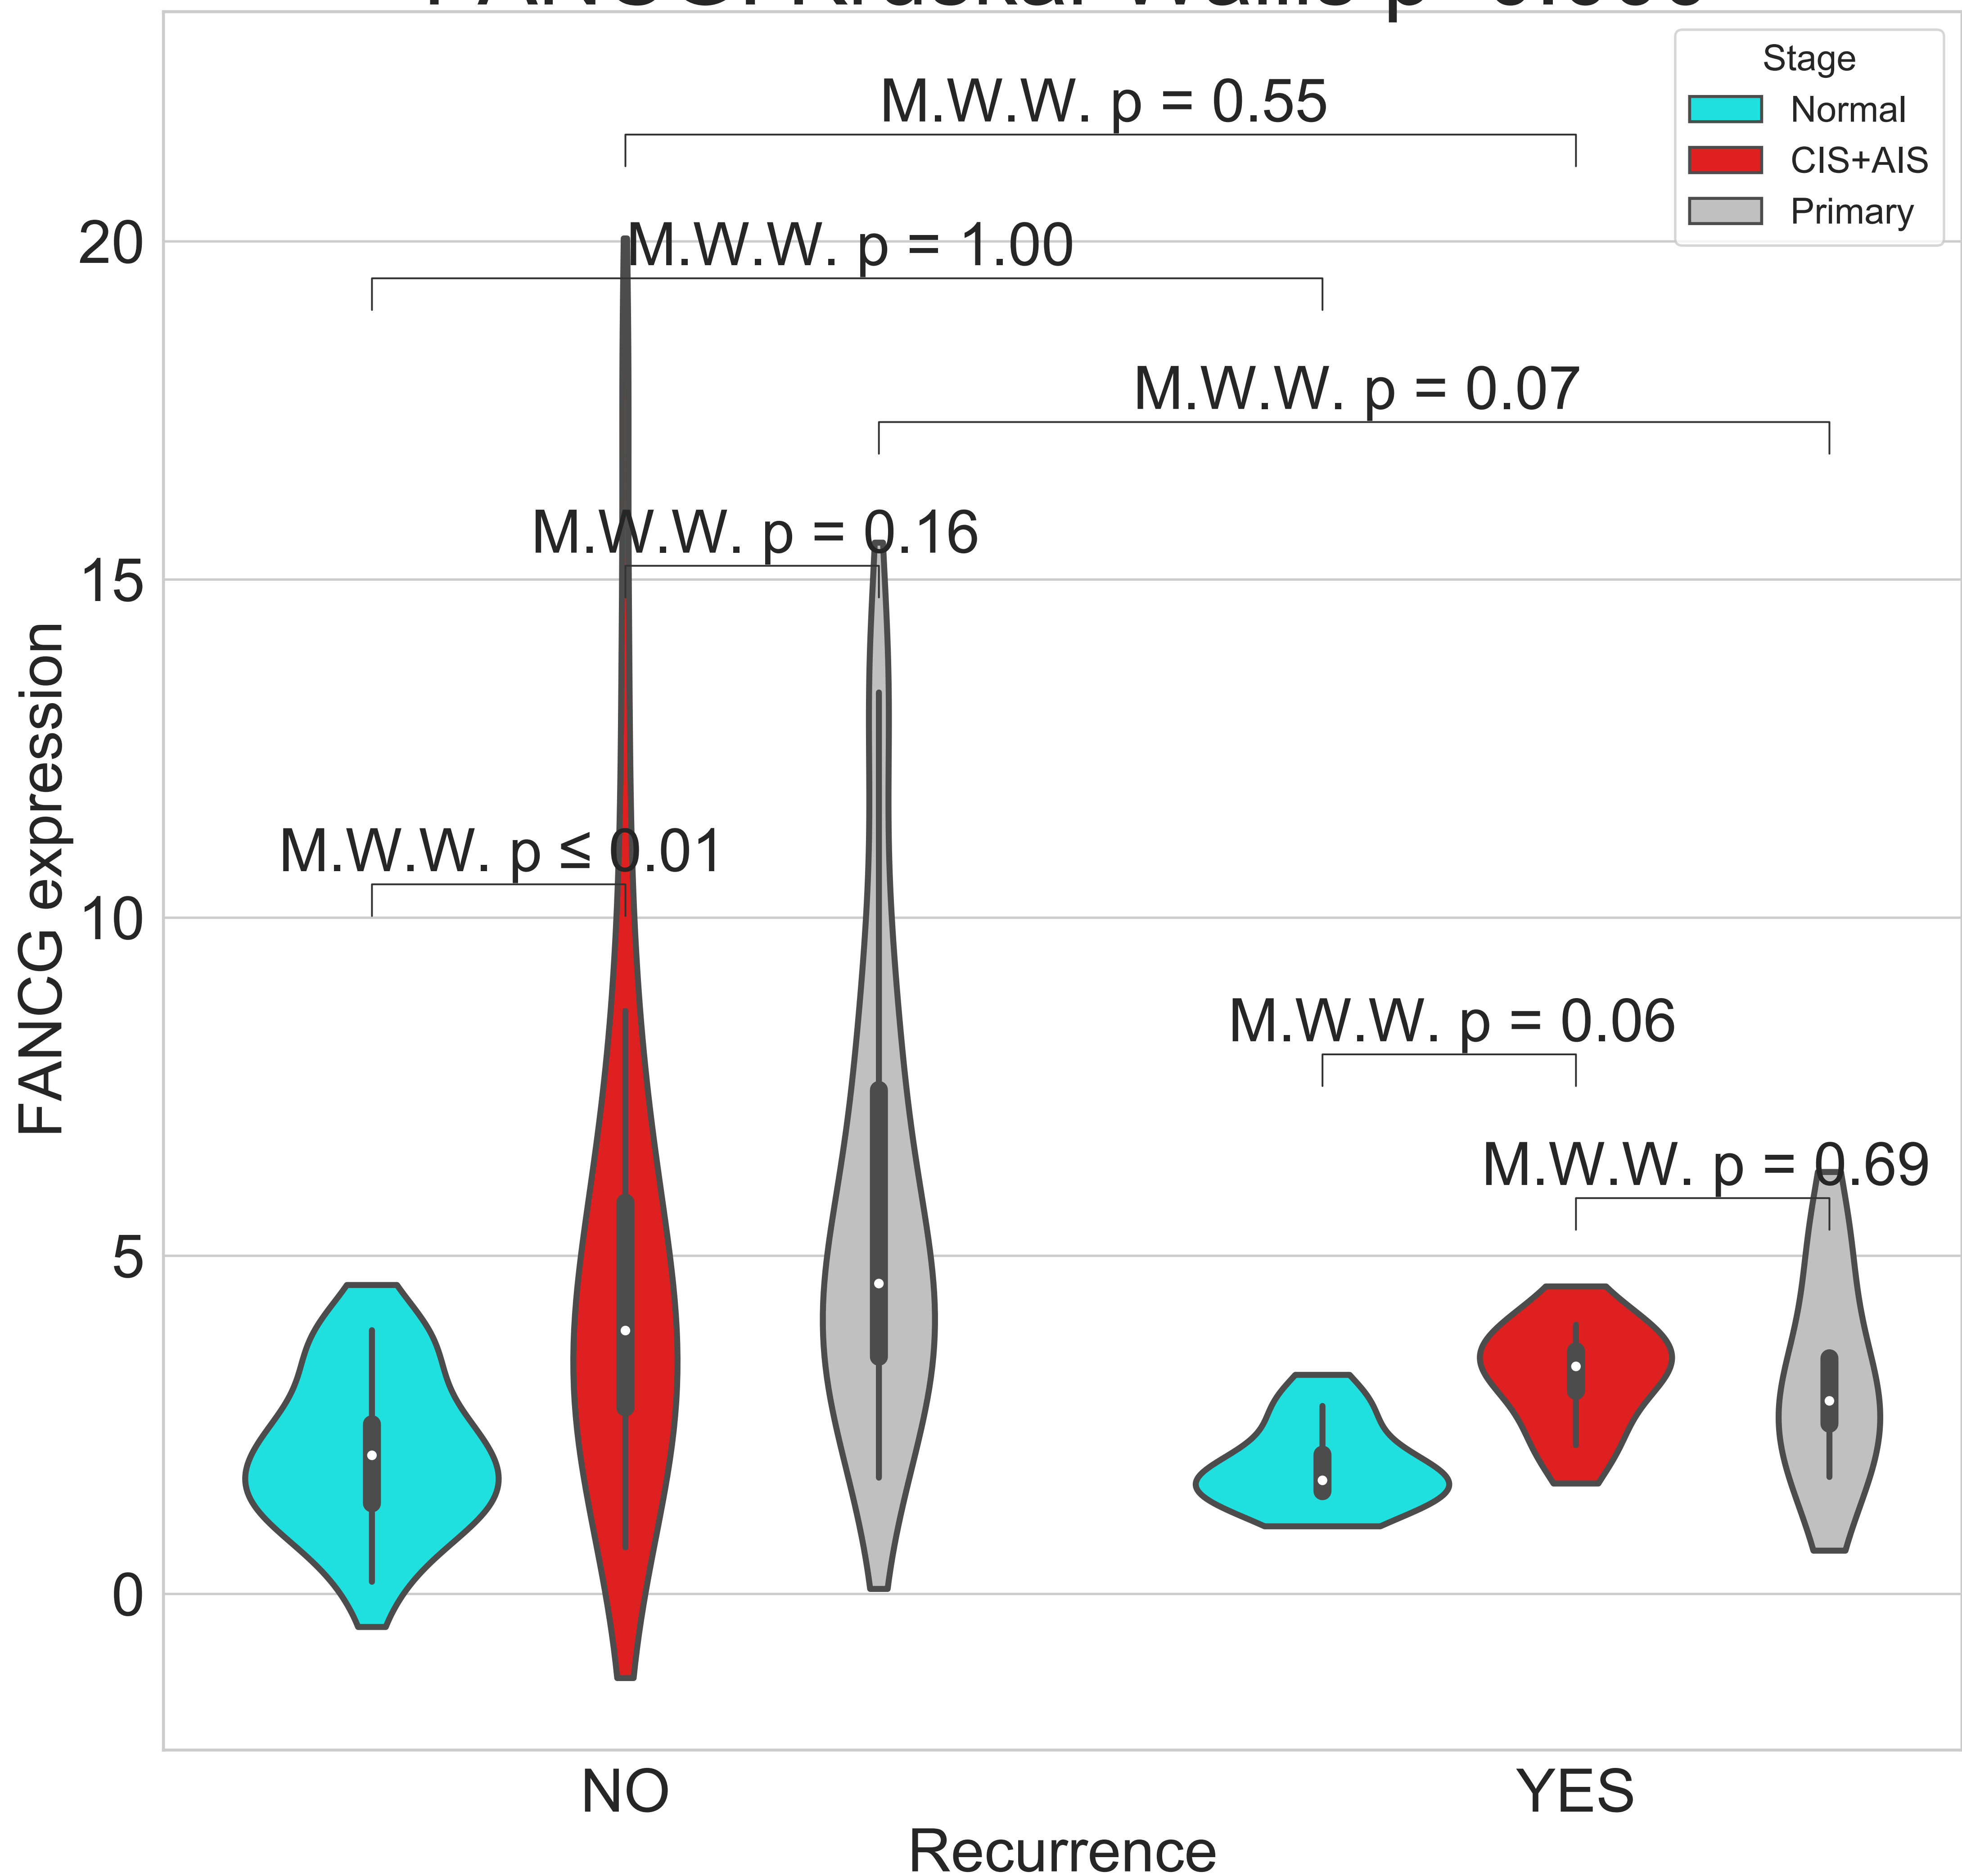 Stage
Normal
CIS+AIS
Primary
M.W.W. p = 0.55
M.W.W. p = 1.00
M.W.W. p = 0.07
M.W.W. p = 0.16
M.W.W. p ≤ 0.01
M.W.W. p = 0.06
M.W.W. p = 0.69
20
15
10
5
0
FANCG expression
NO
YES
Recurrence